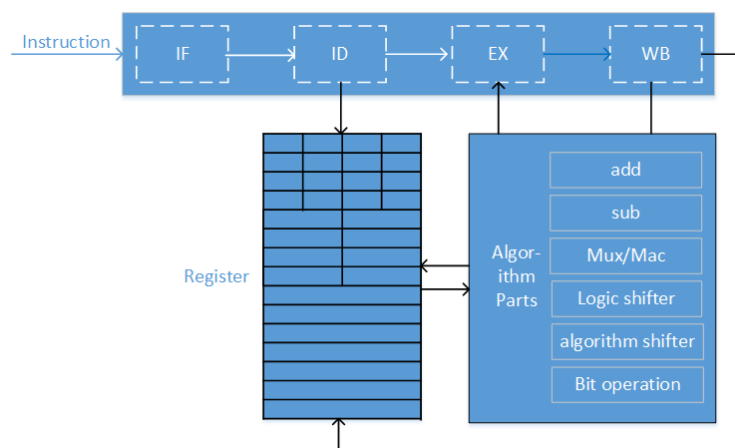 Instruction
IF
ID
EX
WB
Register
Algor-
ithm
Parts
add
sub
Mux/Mac
Logic shifter
algorithm shifter
Bit operation